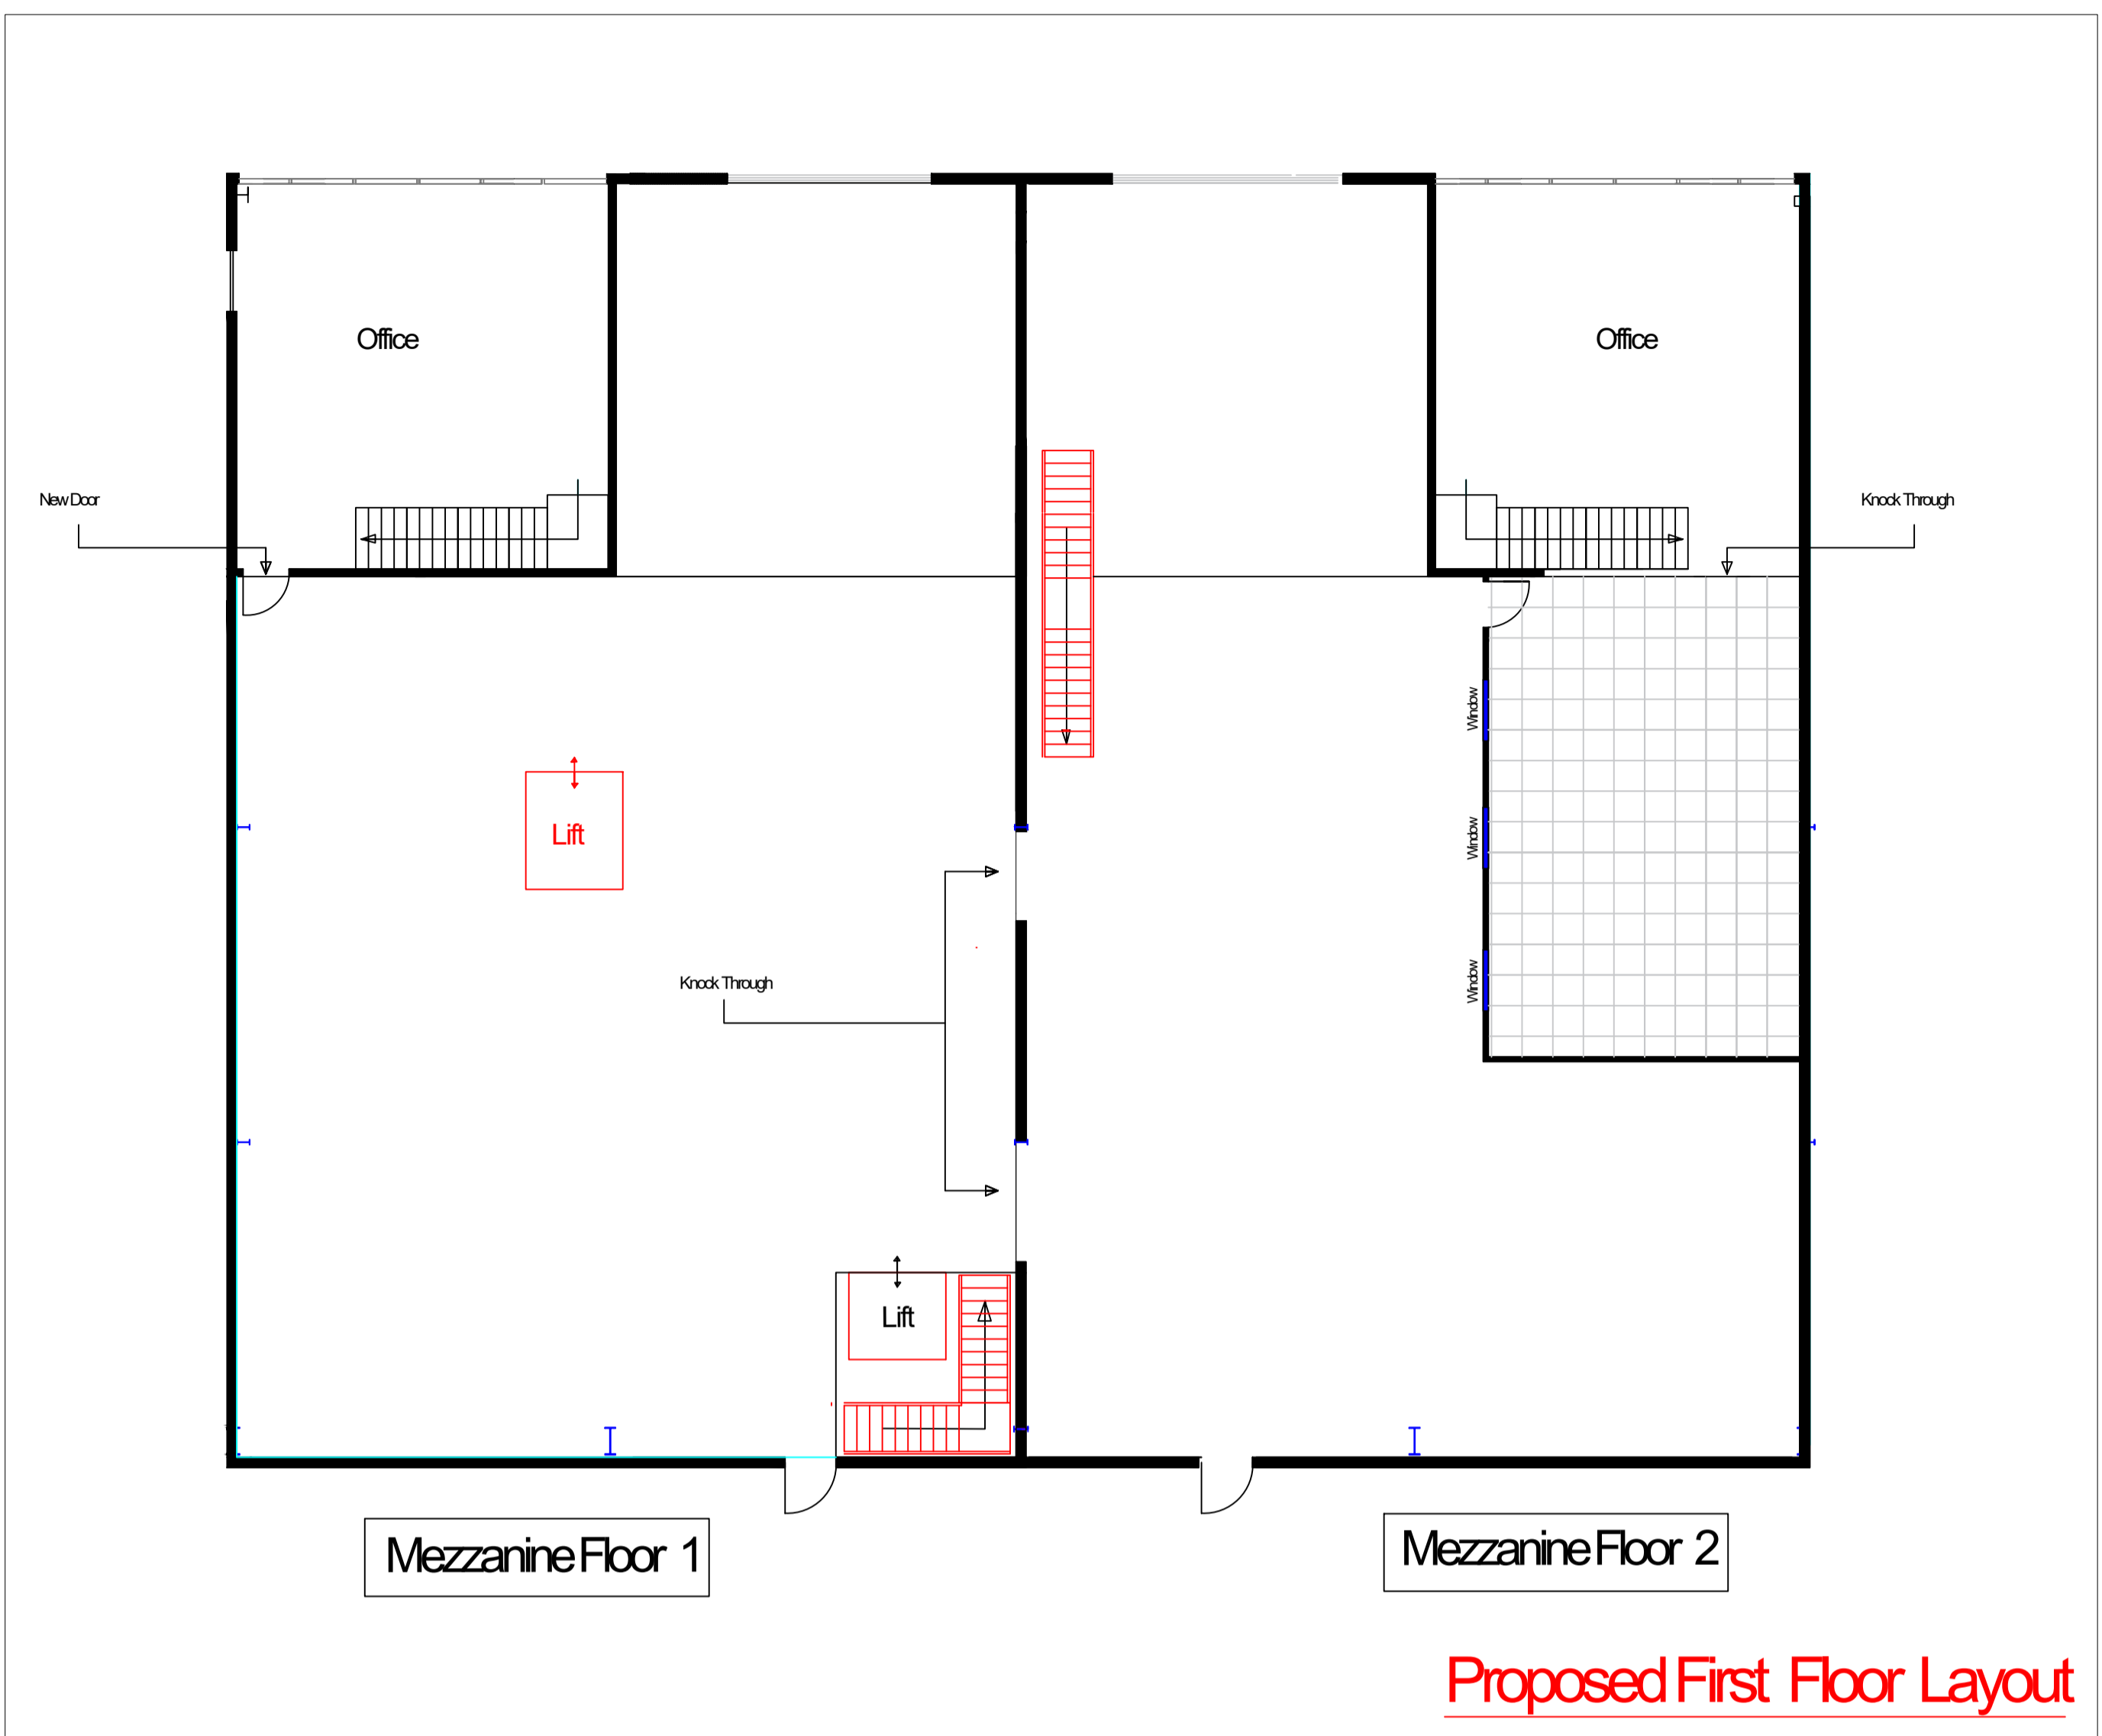 Office
Office
New Door
Knock Through
Window
Lift
Window
Knock Through
Window
Lift
Mezzanine Floor 1
Mezzanine Floor 2
Proposed First Floor Layout